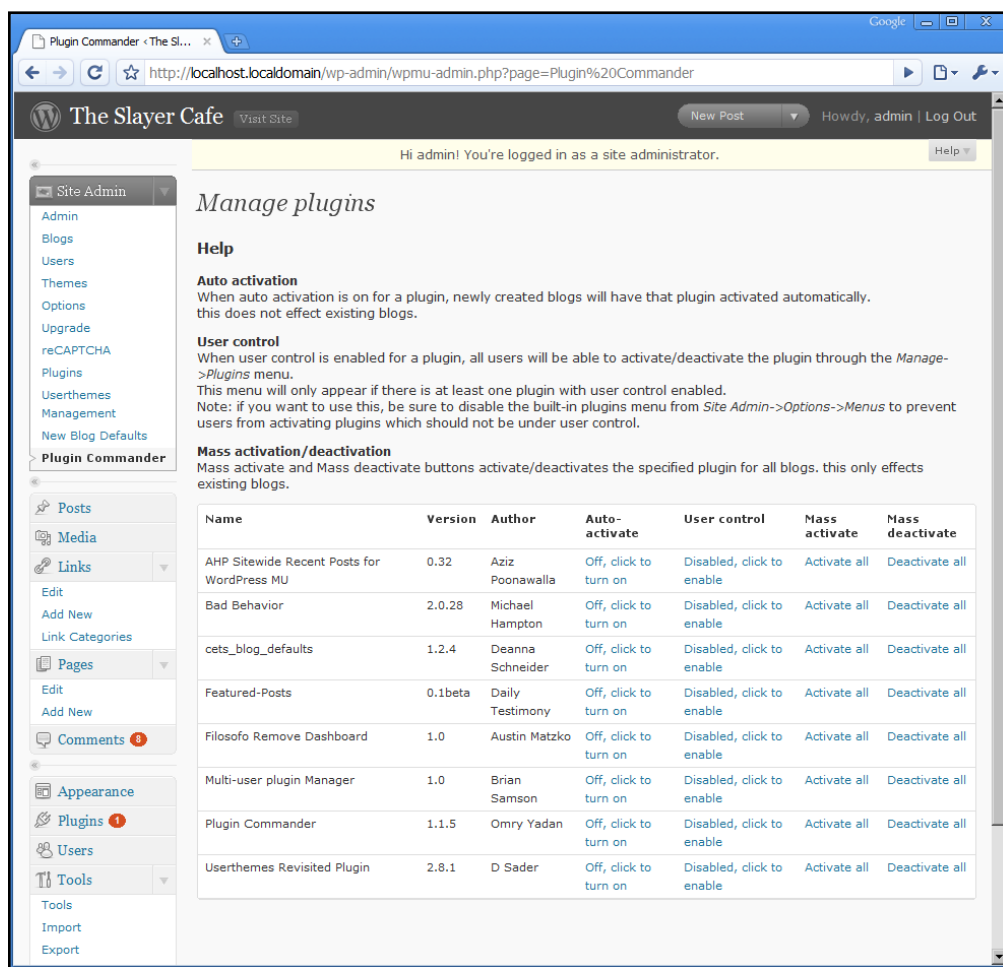 Google
Plugin Commander ‹ The Sl...
http://localhost.localdomain/wp-admin/wpmu-admin.php?page=Plugin%20Commander
The Slayer Cafe Visit Site
New Post
Howdy, admin | Log Out
Hi admin! You're logged in as a site administrator.
Help
Site Admin
Admin
Blogs
Users
Themes
Options
Upgrade
reCAPTCHA
Plugins
Userthemes
Management
New Blog Defaults
Plugin Commander
Posts
Media
Links
Edit
Add New
Link Categories
Pages
Edit
Add New
Comments 8
Appearance
Plugins 1
Users
Tools
Tools
Import
Export
Manage plugins
Help
Auto activation
When auto activation is on for a plugin, newly created blogs will have that plugin activated automatically.
this does not effect existing blogs.
User control
When user control is enabled for a plugin, all users will be able to activate/deactivate the plugin through the Manage-
>Plugins menu.
This menu will only appear if there is at least one plugin with user control enabled.
Note: if you want to use this, be sure to disable the built-in plugins menu from Site Admin->Options->Menus to prevent
users from activating plugins which should not be under user control.
Mass activation/deactivation
Mass activate and Mass deactivate buttons activate/deactivates the specified plugin for all blogs. this only effects
existing blogs.
Name Version Author Auto-activate User control Mass activate Mass deactivate
AHP Sitewide Recent Posts for WordPress MU 0.32 Aziz Poonawalla Off, click to turn on Disabled, click to enable Activate all Deactivate all
Bad Behavior 2.0.28 Michael Hampton Off, click to turn on Disabled, click to enable Activate all Deactivate all
cets_blog_defaults 1.2.4 Deanna Schneider Off, click to turn on Disabled, click to enable Activate all Deactivate all
Featured-Posts 0.1beta Daily Testimony Off, click to turn on Disabled, click to enable Activate all Deactivate all
Filosofo Remove Dashboard 1.0 Austin Matzko Off, click to turn on Disabled, click to enable Activate all Deactivate all
Multi-user plugin Manager 1.0 Brian Samson Off, click to turn on Disabled, click to enable Activate all Deactivate all
Plugin Commander 1.1.5 Omry Yadan Off, click to turn on Disabled, click to enable Activate all Deactivate all
Userthemes Revisited Plugin 2.8.1 D Sader Off, click to turn on Disabled, click to enable Activate all Deactivate all